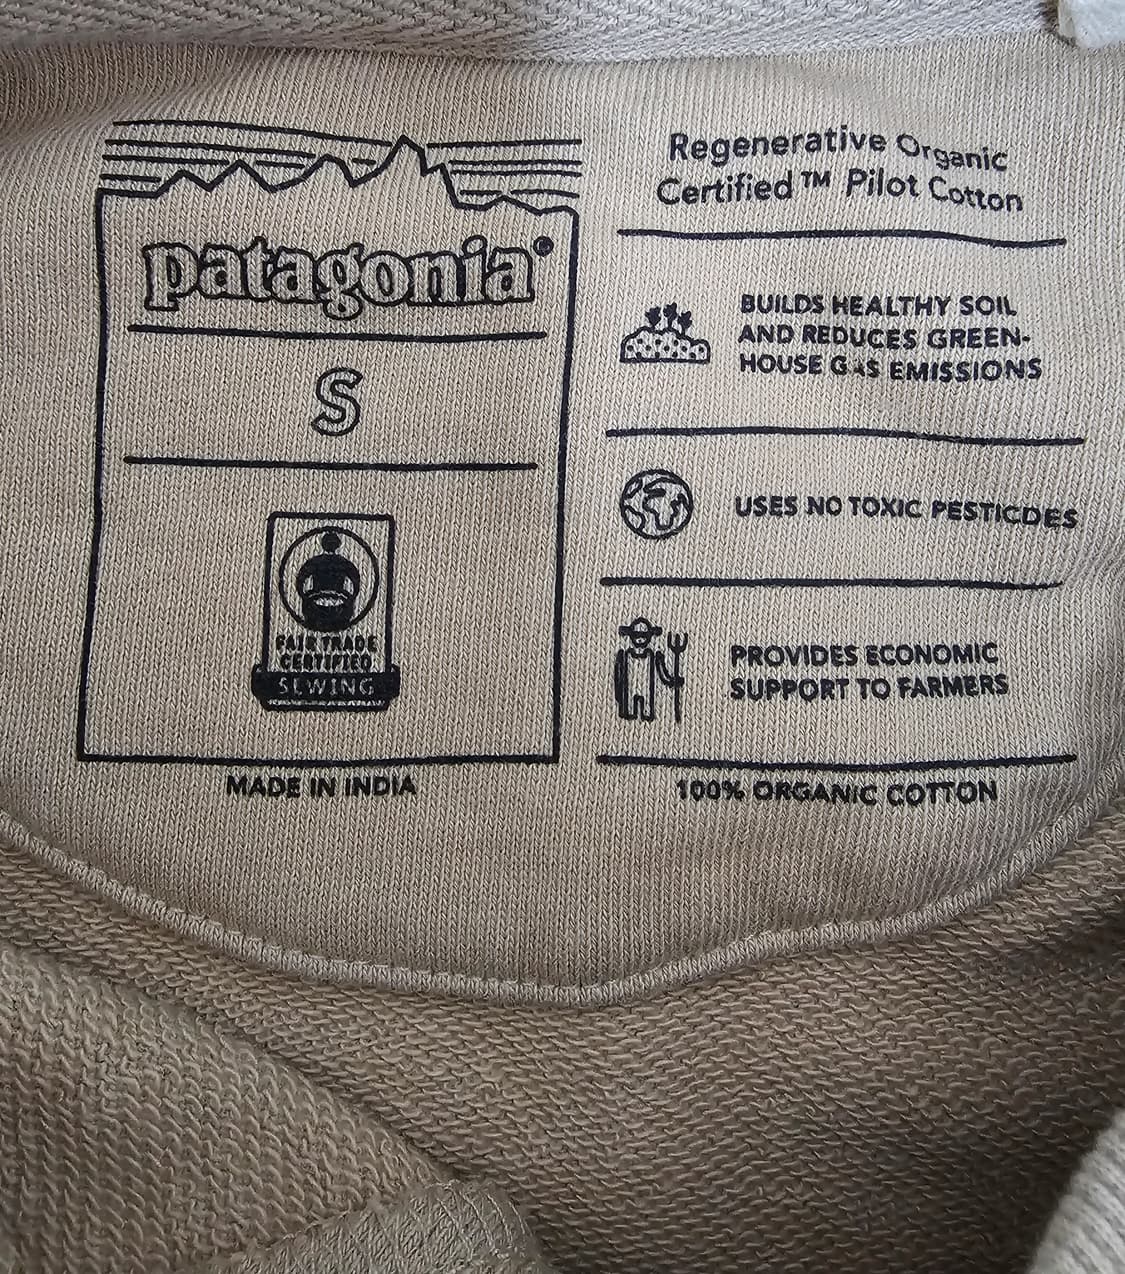 patagonia®
S
FAIR TRADE
CERTIFIED
SEWING
MADE IN INDIA
Regenerative Organic
Certified™ Pilot Cotton
BUILDS HEALTHY SOIL
AND REDUCES GREEN-
HOUSE GAS EMISSIONS
USES NO TOXIC PESTICDES
PROVIDES ECONOMIC
SUPPORT TO FARMERS
100% ORGANIC COTTON